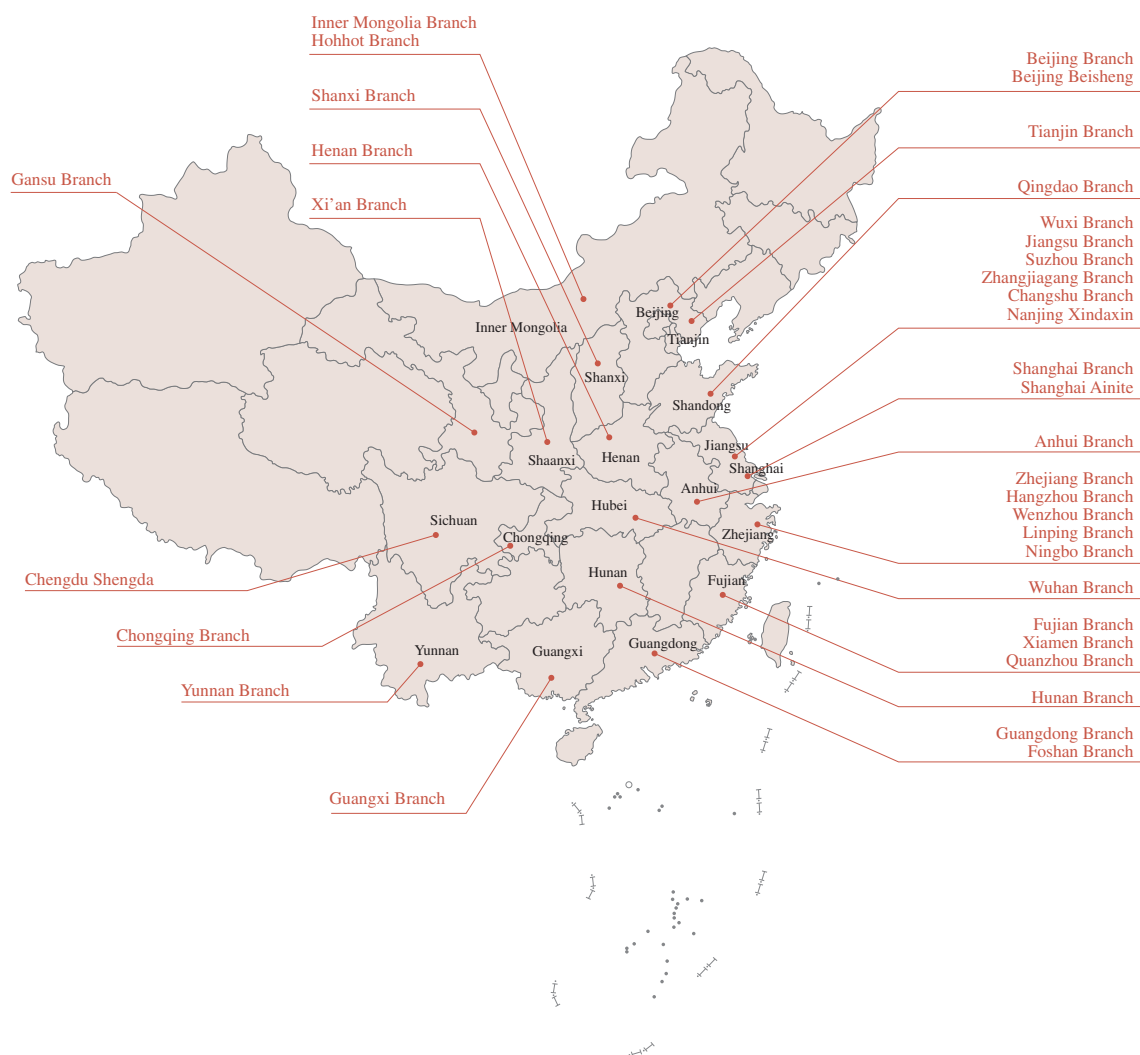 Inner Mongolia Branch
Hohhot Branch
Shanxi Branch
Henan Branch
Gansu Branch
Xi’an Branch
Beijing Branch
Beijing Beisheng
Tianjin Branch
Qingdao Branch
Wuxi Branch
Jiangsu Branch
Suzhou Branch
Zhangjiagang Branch
Changshu Branch
Nanjing Xindaxin
Shanghai Branch
Shanghai Ainite
Anhui Branch
Zhejiang Branch
Hangzhou Branch
Wenzhou Branch
Linping Branch
Ningbo Branch
Wuhan Branch
Fujian Branch
Xiamen Branch
Quanzhou Branch
Hunan Branch
Guangdong Branch
Foshan Branch
Chengdu Shengda
Chongqing Branch
Yunnan Branch
Guangxi Branch
Beijing
Inner Mongolia
Tianjin
Shanxi
Shandong
Jiangsu
Henan
Shaanxi
Shanghai
Anhui
Hubei
Sichuan
Chongqing
Zhejiang
Hunan
Fujian
Guangdong
Yunnan
Guangxi